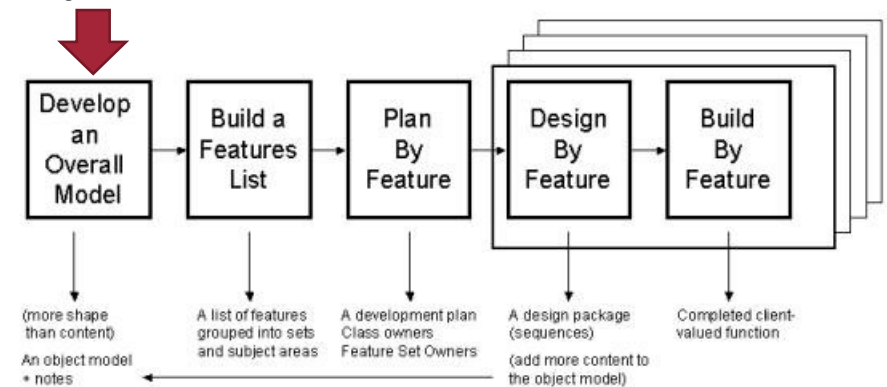 Develop
an
Overall
Model
Build a
Features
List
Plan
By
Feature
Design
By
Feature
Build
By
Feature
(more shape
than content)
An object model
+ notes
A list of features
grouped into sets
and subject areas
A development plan
Class owners
Feature Set Owners
A design package
(sequences)
(add more content to
the object model)
Completed client-
valued function